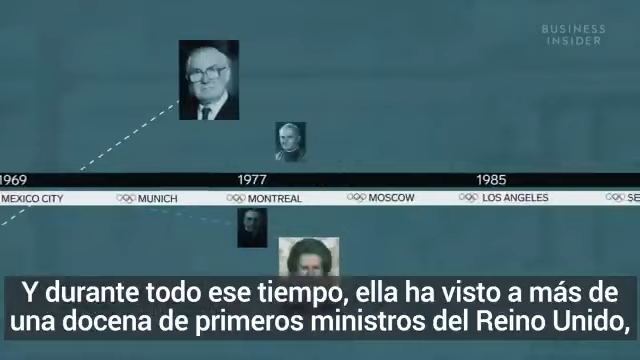 BUSINESS
INSIDER
1969
1977
1985
MEXICO CITY
MUNICH
MONTREAL
MOSCOW
LOS ANGELES
SE
Y durante todo ese tiempo, ella ha visto a más de
una docena de primeros ministros del Reino Unido,